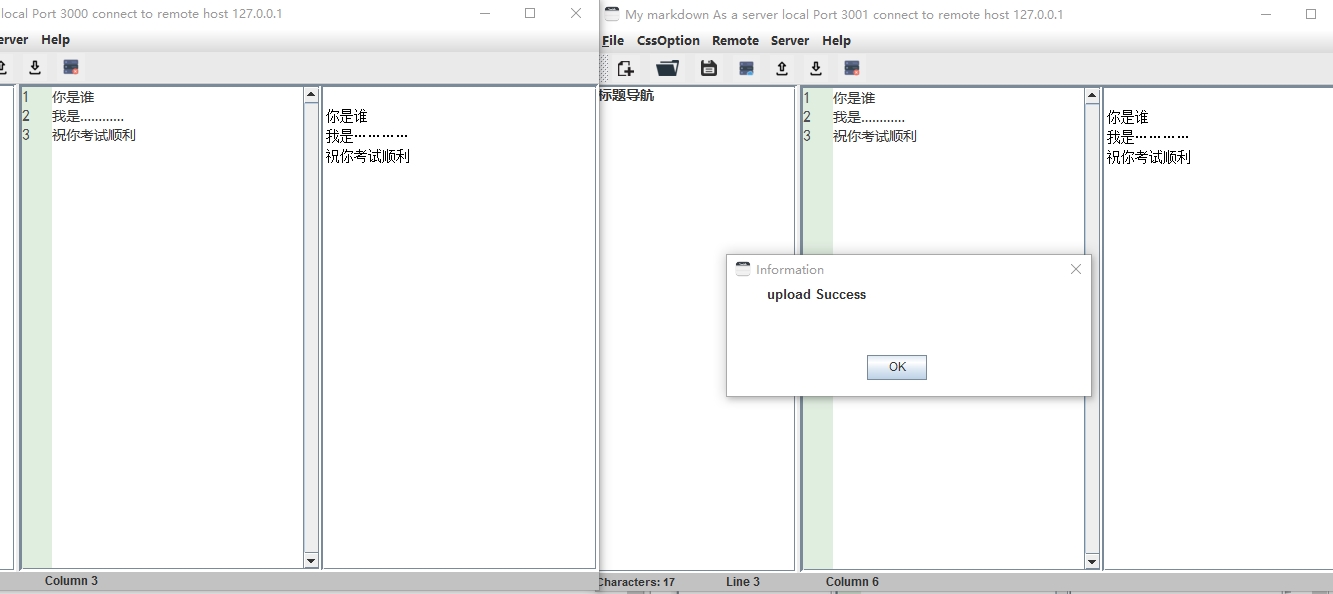 local Port 3000 connect to remote host 127.0.0.1
erver Help
1 你是谁
2 我是............
3 祝你考试顺利
你是谁
我是…………
祝你考试顺利
Column 3
My markdown As a server local Port 3001 connect to remote host 127.0.0.1
File CssOption Remote Server Help
标题导航
1 你是谁
2 我是............
3 祝你考试顺利
你是谁
我是…………
祝你考试顺利
Information
upload Success
OK
Characters: 17 Line 3 Column 6